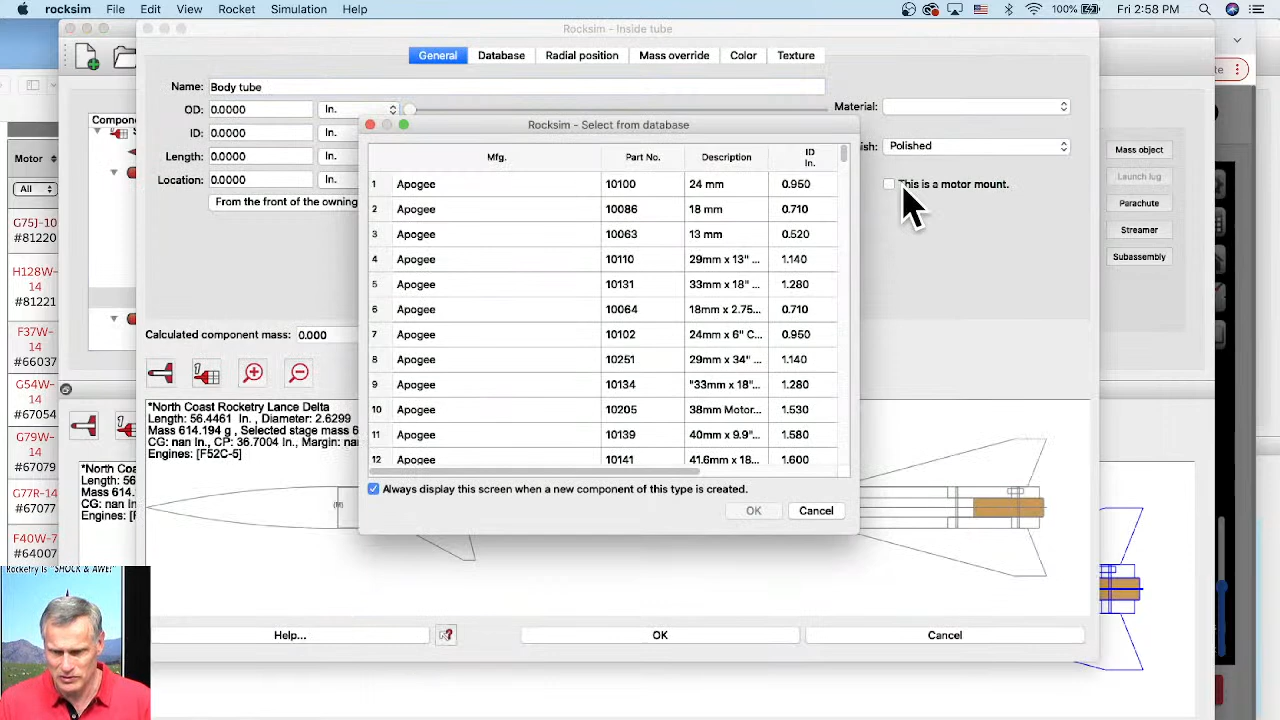 rocksim File Edit View Rocket Simulation Help
100% Fri 2:58 PM
Rocksim - Inside tube
General Database Radial position Mass override Color Texture
Name: Body tube
OD: 0.0000 In.
ID: 0.0000 In.
Length: 0.0000 In.
Location: 0.0000 In.
From the front of the owning
Material:
Polished
This is a motor mount.
Calculated component mass: 0.000
Rocksim - Select from database
Mfg. Part No. Description ID In.
1 Apogee 10100 24 mm 0.950
2 Apogee 10086 18 mm 0.710
3 Apogee 10063 13 mm 0.520
4 Apogee 10110 29mm x 13" ... 1.140
5 Apogee 10131 33mm x 18" ... 1.280
6 Apogee 10064 18mm x 2.75... 0.710
7 Apogee 10102 24mm x 6" C... 0.950
8 Apogee 10251 29mm x 34" ... 1.140
9 Apogee 10134 "33mm x 18"... 1.280
10 Apogee 10205 38mm Motor... 1.530
11 Apogee 10139 40mm x 9.9"... 1.580
12 Apogee 10141 41.6mm x 18... 1.600
Always display this screen when a new component of this type is created.
OK Cancel
*North Coast Rocketry Lance Delta
Length: 56.4461 In. , Diameter: 2.6299
Mass 614.194 g , Selected stage mass 6
CG: nan In., CP: 36.7004 In., Margin: nan
Engines: [F52C-5]
Help... OK Cancel
Mass object
Launch lug
Parachute
Streamer
Subassembly
Motor
All
G75J-10
#81220
H128W-14
#81221
F37W-14
#66037
G54W-14
#67054
G79W-14
#67079
G77R-14
#67077
F40W-7
#64007
*North Coa
Length: 56.
Mass 614.
CG: nan In.
Engines: [F